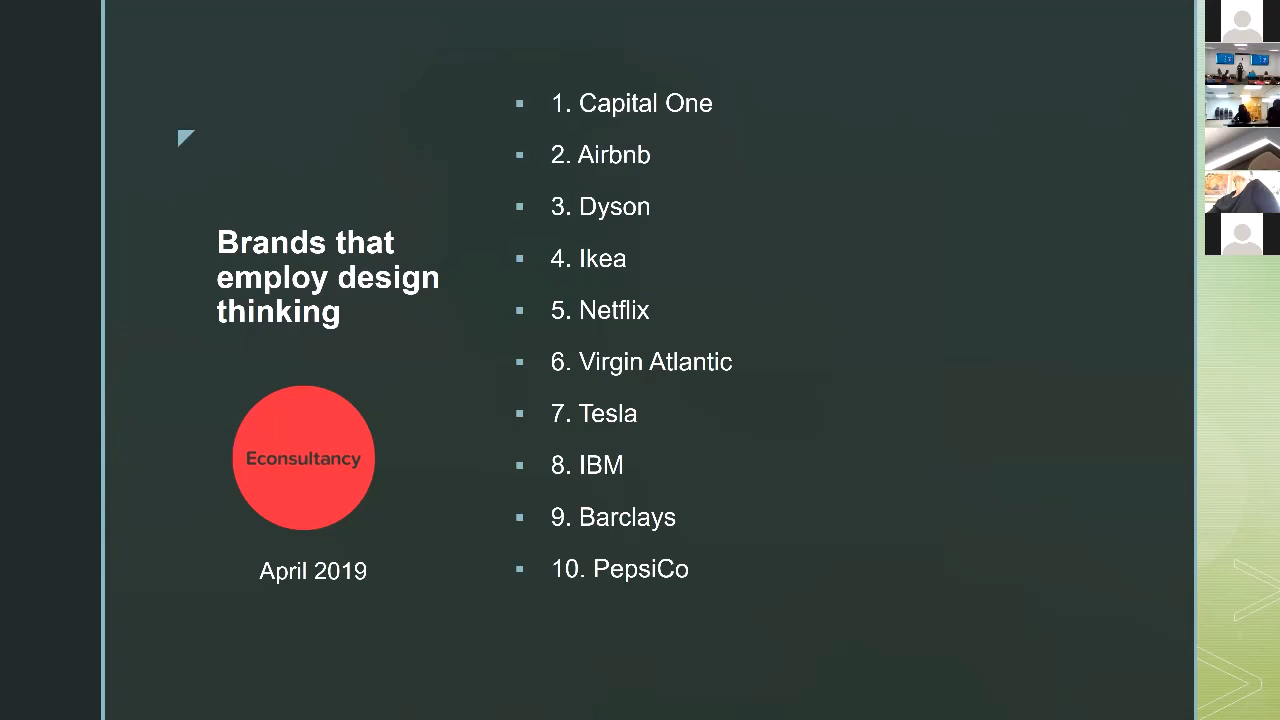 Brands that
employ design
thinking
Econsultancy
April 2019
1. Capital One
2. Airbnb
3. Dyson
4. Ikea
5. Netflix
6. Virgin Atlantic
7. Tesla
8. IBM
9. Barclays
10. PepsiCo